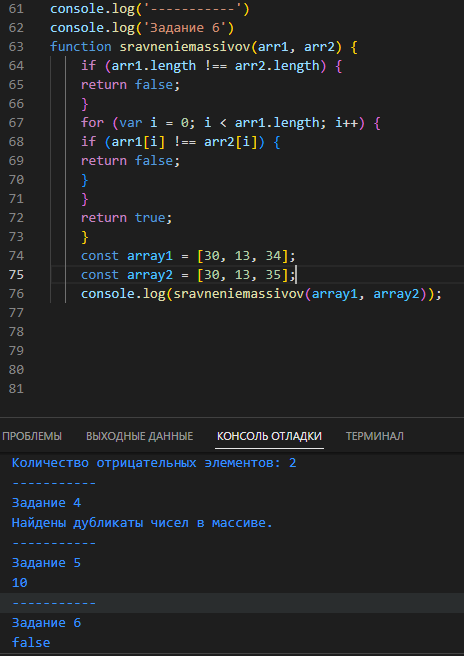 61 console.log('-----------')
62 console.log('Задание 6')
63 function sravneniemassivov(arr1, arr2) {
64 if (arr1.length !== arr2.length) {
65 return false;
66 }
67 for (var i = 0; i < arr1.length; i++) {
68 if (arr1[i] !== arr2[i]) {
69 return false;
70 }
71 }
72 return true;
73 }
74 const array1 = [30, 13, 34];
75 const array2 = [30, 13, 35];
76 console.log(sravneniemassivov(array1, array2));
77
78
79
80
81
ПРОБЛЕМЫ ВЫХОДНЫЕ ДАННЫЕ КОНСОЛЬ ОТЛАДКИ ТЕРМИНАЛ
Количество отрицательных элементов: 2
-----------
Задание 4
Найдены дубликаты чисел в массиве.
-----------
Задание 5
10
-----------
Задание 6
false